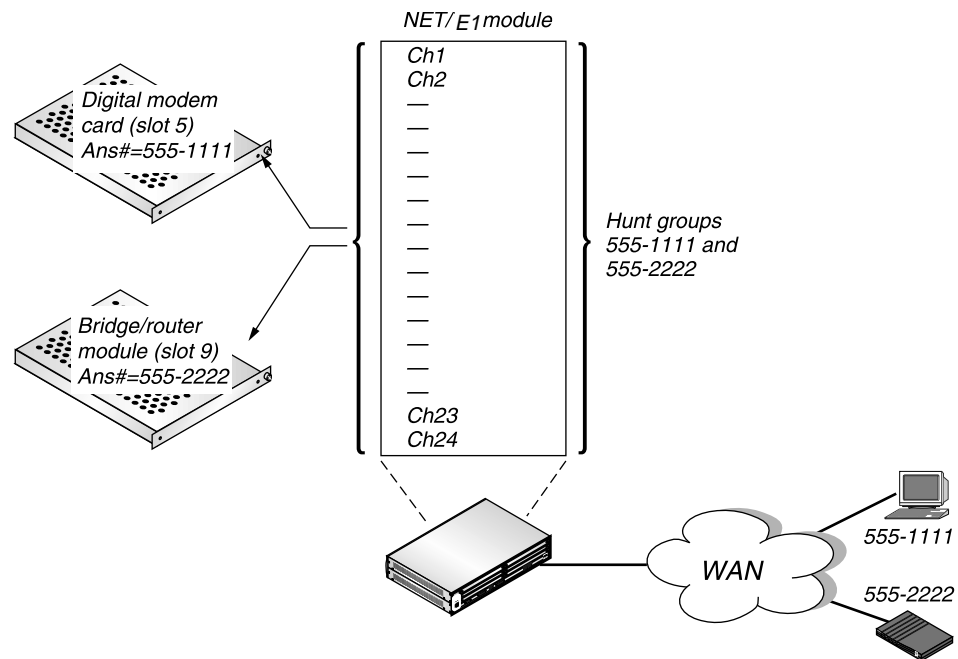 NET/E1 module
Ch1
Ch2
—
—
—
—
—
—
—
—
—
—
—
—
—
Ch23
Ch24
Digital modem
card (slot 5)
Ans#=555-1111
Bridge/router
module (slot 9)
Ans#=555-2222
Hunt groups
555-1111 and
555-2222
WAN
555-1111
555-2222